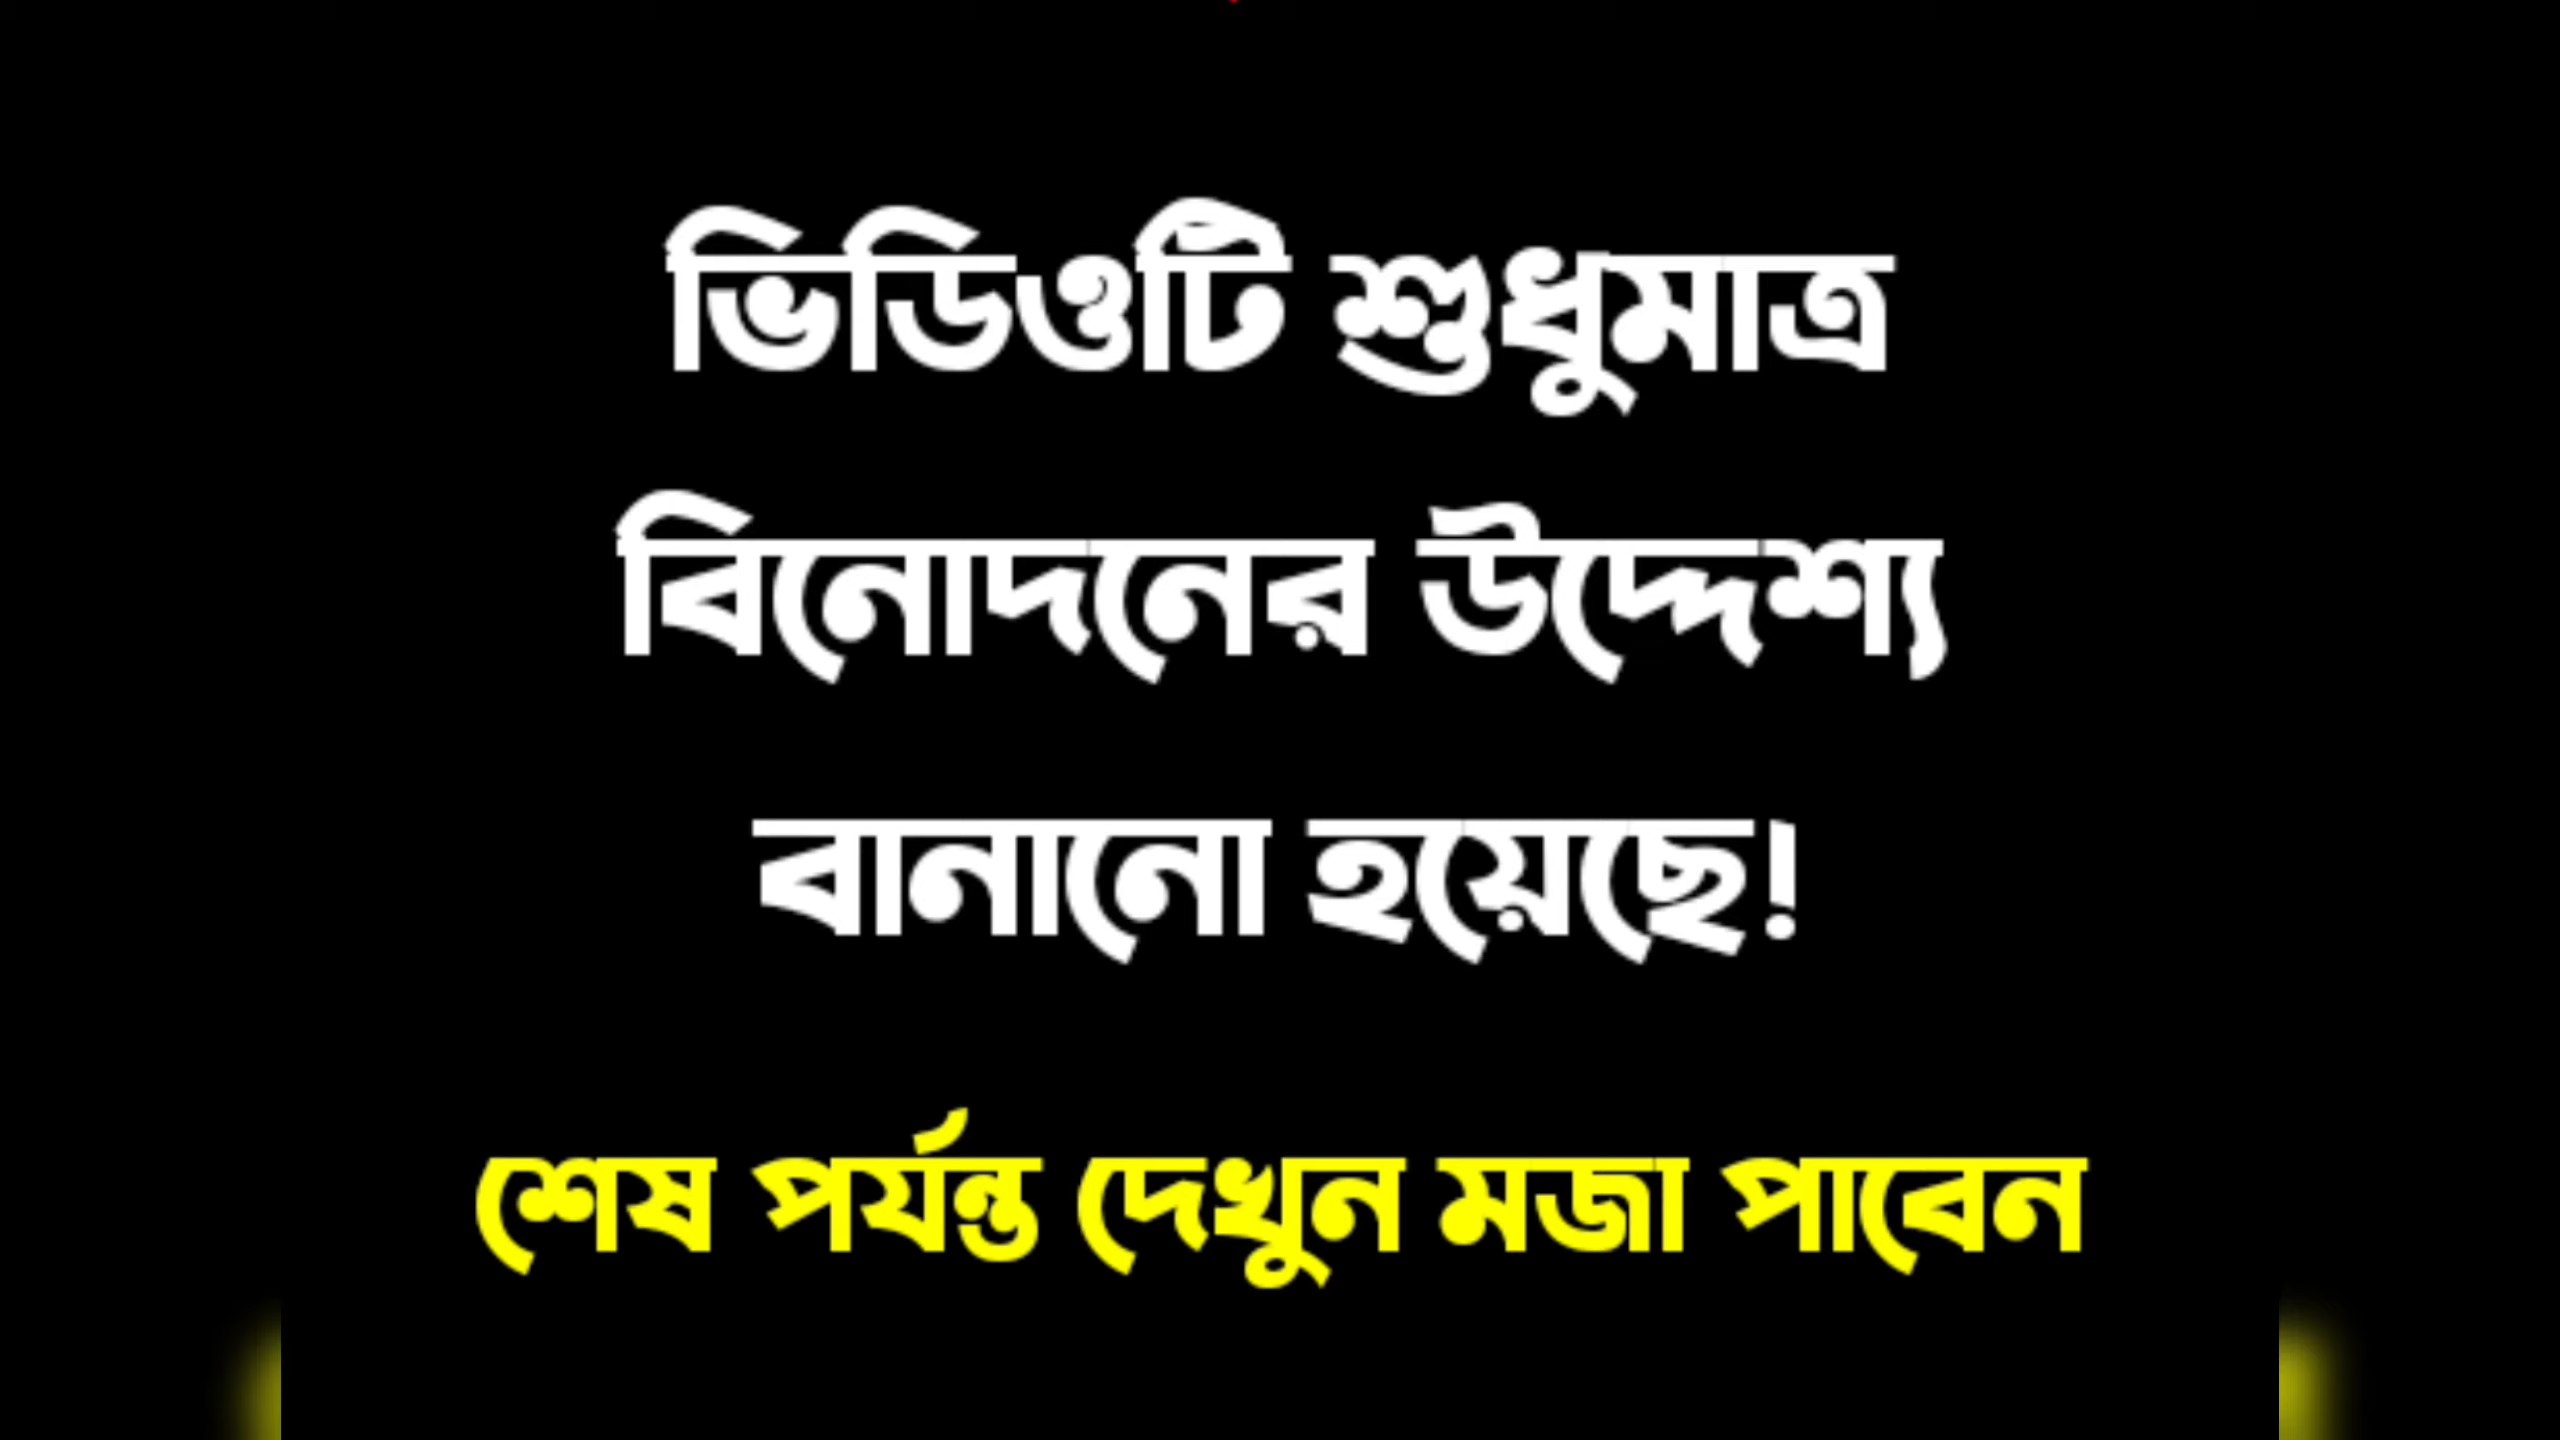 ভিডিওটি শুধুমাত্র
বিনোদনের উদ্দেশ্য
বানানো হয়েছে!
শেষ পর্যন্ত দেখুন মজা পাবেন